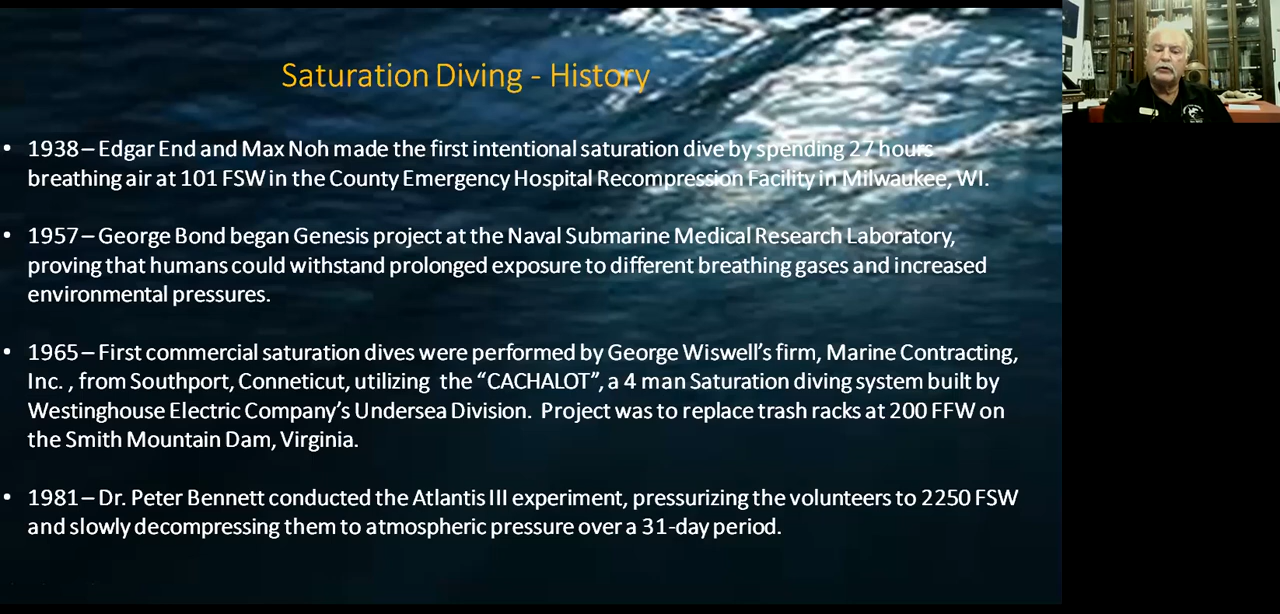 Saturation Diving - History
• 1938 – Edgar End and Max Noh made the first intentional saturation dive by spending 27 hours
breathing air at 101 FSW in the County Emergency Hospital Recompression Facility in Milwaukee, WI.
• 1957 – George Bond began Genesis project at the Naval Submarine Medical Research Laboratory,
proving that humans could withstand prolonged exposure to different breathing gases and increased
environmental pressures.
• 1965 – First commercial saturation dives were performed by George Wiswell's firm, Marine Contracting,
Inc. , from Southport, Conneticut, utilizing the “CACHALOT”, a 4 man Saturation diving system built by
Westinghouse Electric Company's Undersea Division. Project was to replace trash racks at 200 FFW on
the Smith Mountain Dam, Virginia.
• 1981 – Dr. Peter Bennett conducted the Atlantis III experiment, pressurizing the volunteers to 2250 FSW
and slowly decompressing them to atmospheric pressure over a 31-day period.